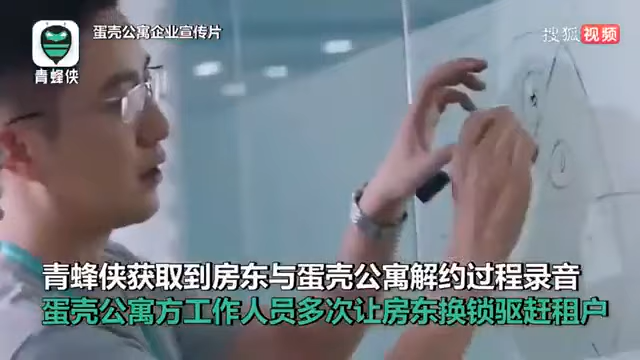 蛋壳公寓企业宣传片
搜狐视频
青蜂侠
青蜂侠获取到房东与蛋壳公寓解约过程录音
蛋壳公寓方工作人员多次让房东换锁驱赶租户